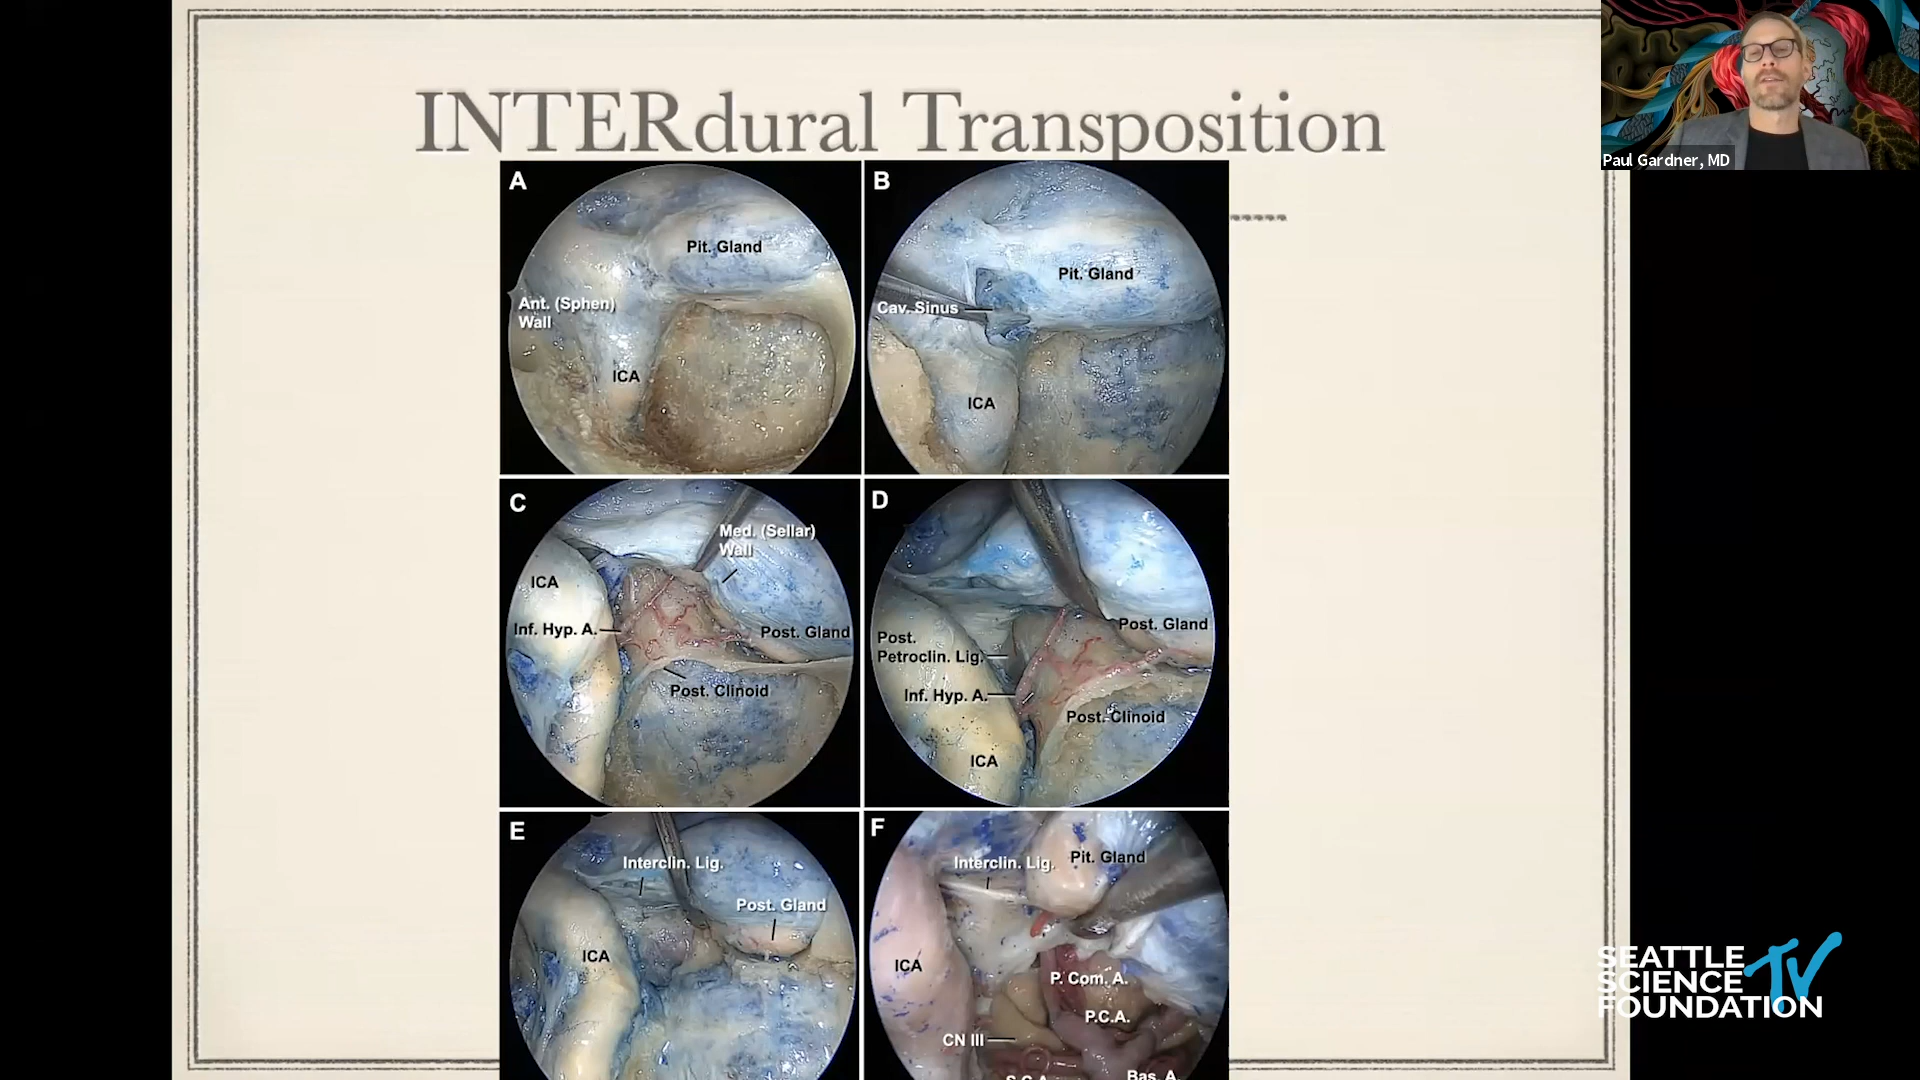 INTERdural Transposition
Paul Gardner, MD
A
Pit. Gland
Ant. (Sphen)
Wall
ICA
B
Pit. Gland
Cav. Sinus
ICA
C
Med. (Sellar)
Wall
ICA
Inf. Hyp. A.
Post. Gland
Post. Clinoid
D
Post. Gland
Post.
Petroclin. Lig.
Inf. Hyp. A.
Post. Clinoid
ICA
E
Interclin. Lig.
Post. Gland
ICA
F
Pit. Gland
Interclin. Lig.
ICA
P. Com. A.
P.C.A.
CN III
S.C.A.
Bas. A.
SEATTLE
SCIENCE
FOUNDATION
TV